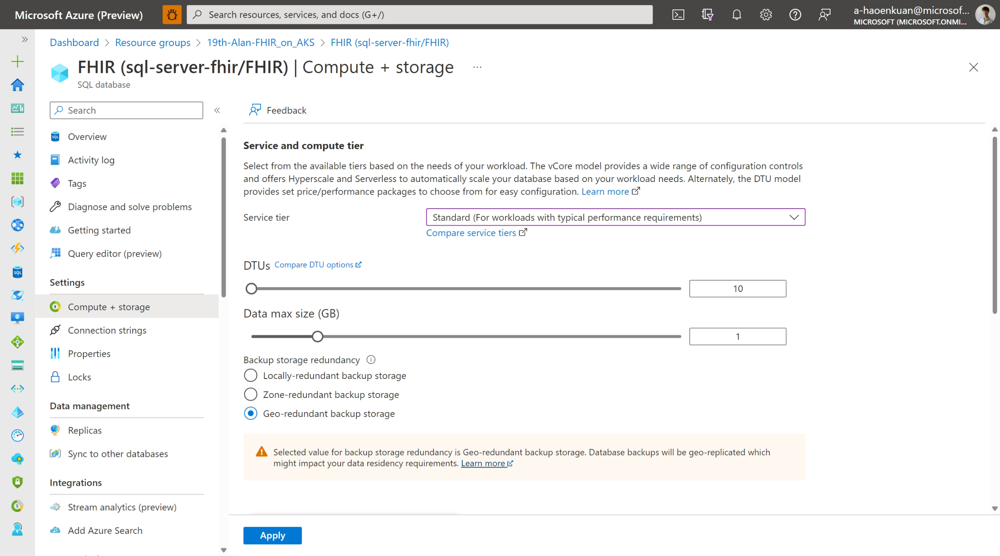 Microsoft Azure (Preview)
Search resources, services, and docs (G+/)
a-haoenkuan@microsof...
MICROSOFT (MICROSOFT.ONMI...
Dashboard > Resource groups > 19th-Alan-FHIR_on_AKS > FHIR (sql-server-fhir/FHIR)
FHIR (sql-server-fhir/FHIR) | Compute + storage ...
SQL database
Search
Overview
Activity log
Tags
Diagnose and solve problems
Getting started
Query editor (preview)
Settings
Compute + storage
Connection strings
Properties
Locks
Data management
Replicas
Sync to other databases
Integrations
Stream analytics (preview)
Add Azure Search
Feedback
Service and compute tier
Select from the available tiers based on the needs of your workload. The vCore model provides a wide range of configuration controls
and offers Hyperscale and Serverless to automatically scale your database based on your workload needs. Alternately, the DTU model
provides set price/performance packages to choose from for easy configuration. Learn more
Service tier
Standard (For workloads with typical performance requirements)
Compare service tiers
DTUs Compare DTU options
10
Data max size (GB)
1
Backup storage redundancy
Locally-redundant backup storage
Zone-redundant backup storage
Geo-redundant backup storage
Selected value for backup storage redundancy is Geo-redundant backup storage. Database backups will be geo-replicated which
might impact your data residency requirements. Learn more
Apply